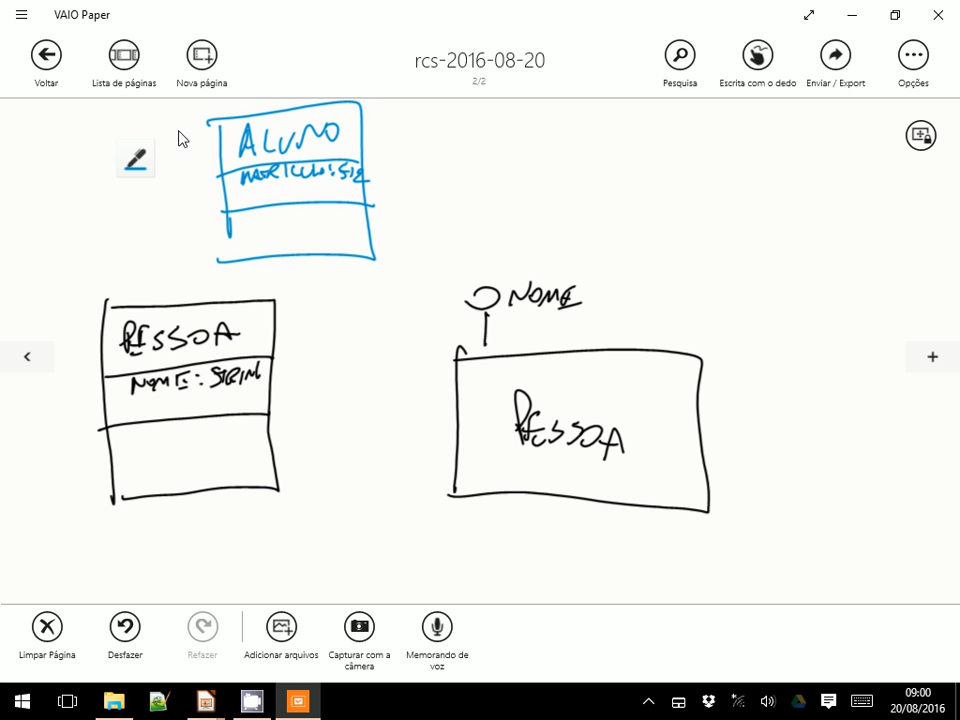 VAIO Paper
Voltar
Lista de páginas
Nova página
rcs-2016-08-20
2/2
Pesquisa
Escrita com o dedo
Enviar / Export
Opções
ALUNO
PESSOA
NOME: STRING
NOME
PESSOA
Limpar Página
Desfazer
Refazer
Adicionar arquivos
Capturar com a
câmera
Memorando de
voz
09:00
20/08/2016